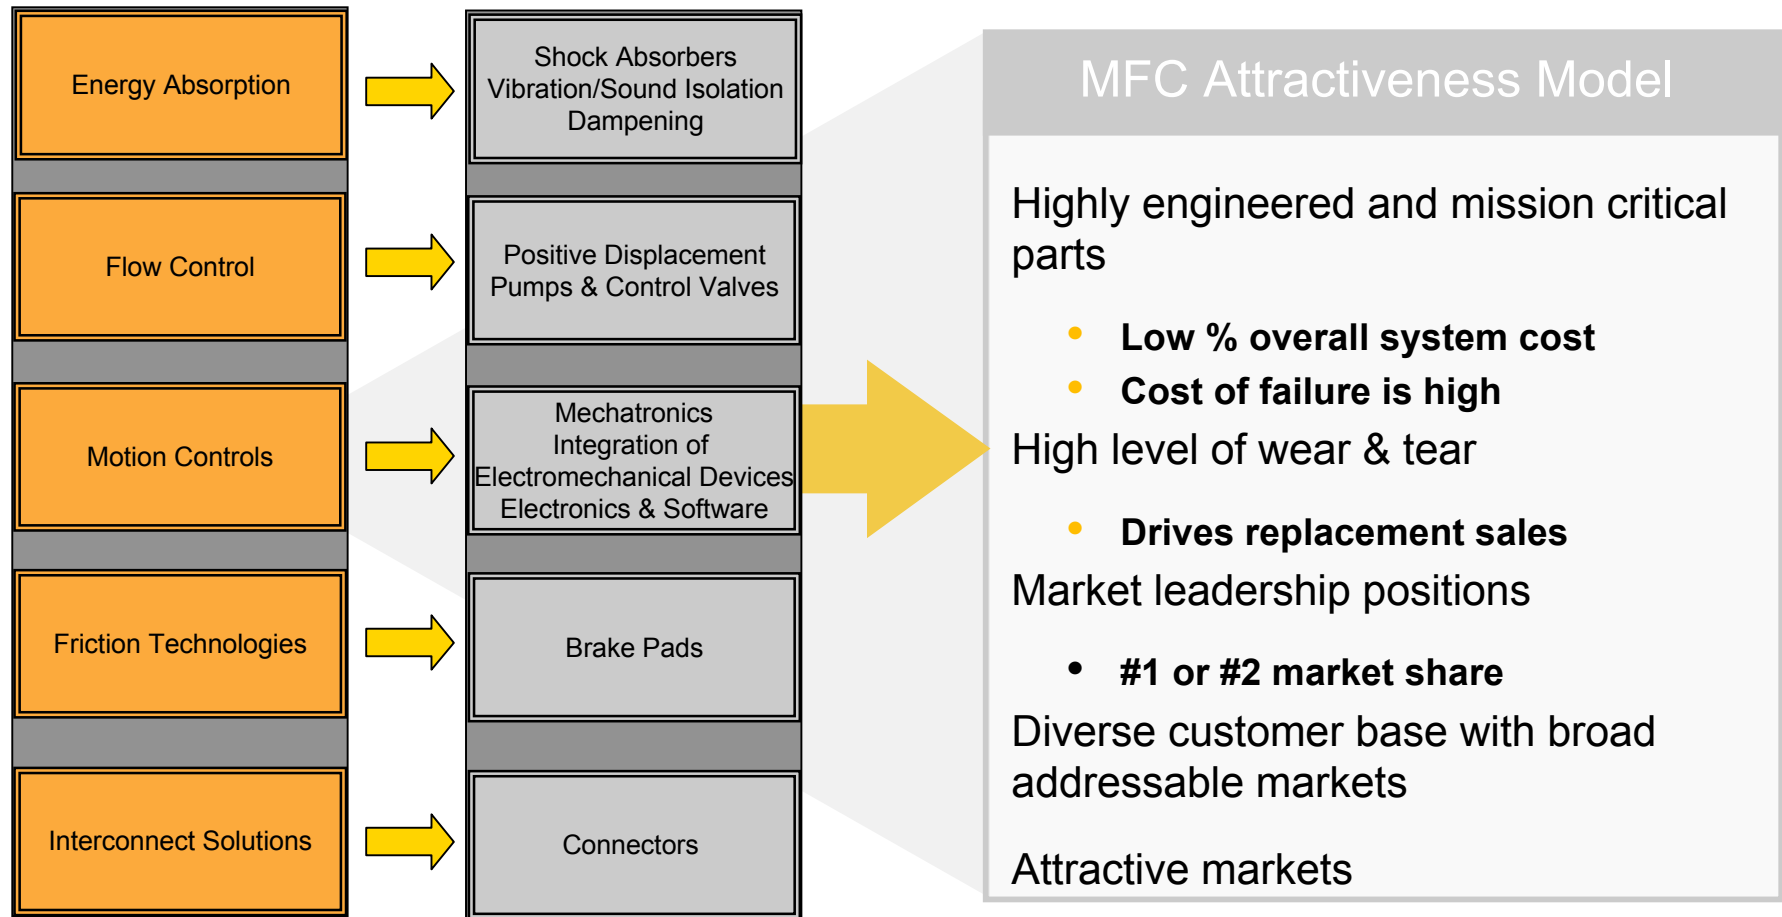 Energy Absorption
Shock Absorbers
Vibration/Sound Isolation
Dampening
Flow Control
Positive Displacement
Pumps & Control Valves
Motion Controls
Mechatronics
Integration of
Electromechanical Devices
Electronics & Software
Friction Technologies
Brake Pads
Interconnect Solutions
Connectors
MFC Attractiveness Model
Highly engineered and mission critical
parts
• Low % overall system cost
• Cost of failure is high
High level of wear & tear
• Drives replacement sales
Market leadership positions
• #1 or #2 market share
Diverse customer base with broad
addressable markets
Attractive markets